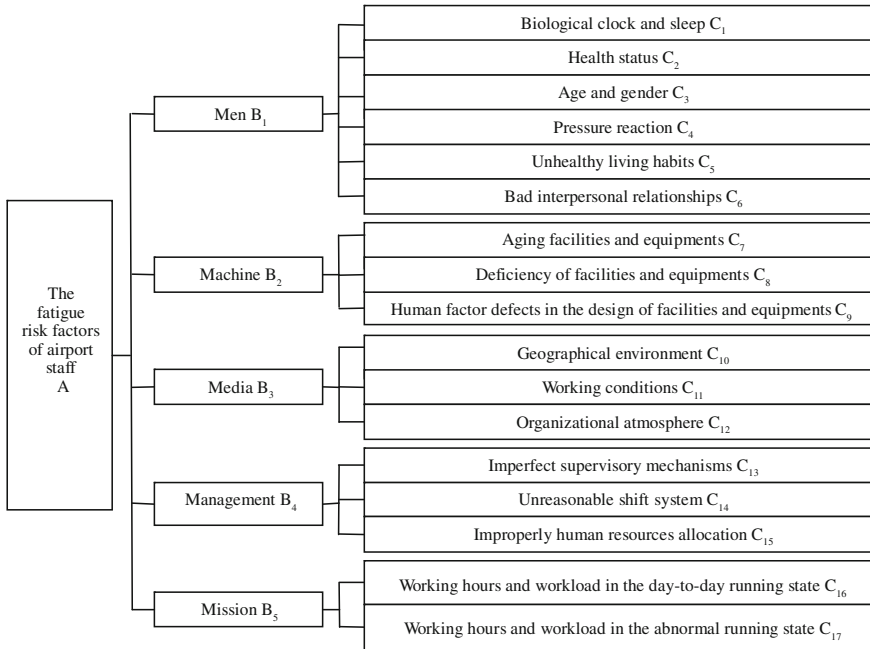 The
fatigue
risk factors
of airport
staff
A
Men B₁
Biological clock and sleep C₁
Health status C₂
Age and gender C₃
Pressure reaction C₄
Unhealthy living habits C₅
Bad interpersonal relationships C₆
Machine B₂
Aging facilities and equipments C₇
Deficiency of facilities and equipments C₈
Human factor defects in the design of facilities and equipments C₉
Media B₃
Geographical environment C₁₀
Working conditions C₁₁
Organizational atmosphere C₁₂
Management B₄
Imperfect supervisory mechanisms C₁₃
Unreasonable shift system C₁₄
Improperly human resources allocation C₁₅
Mission B₅
Working hours and workload in the day-to-day running state C₁₆
Working hours and workload in the abnormal running state C₁₇